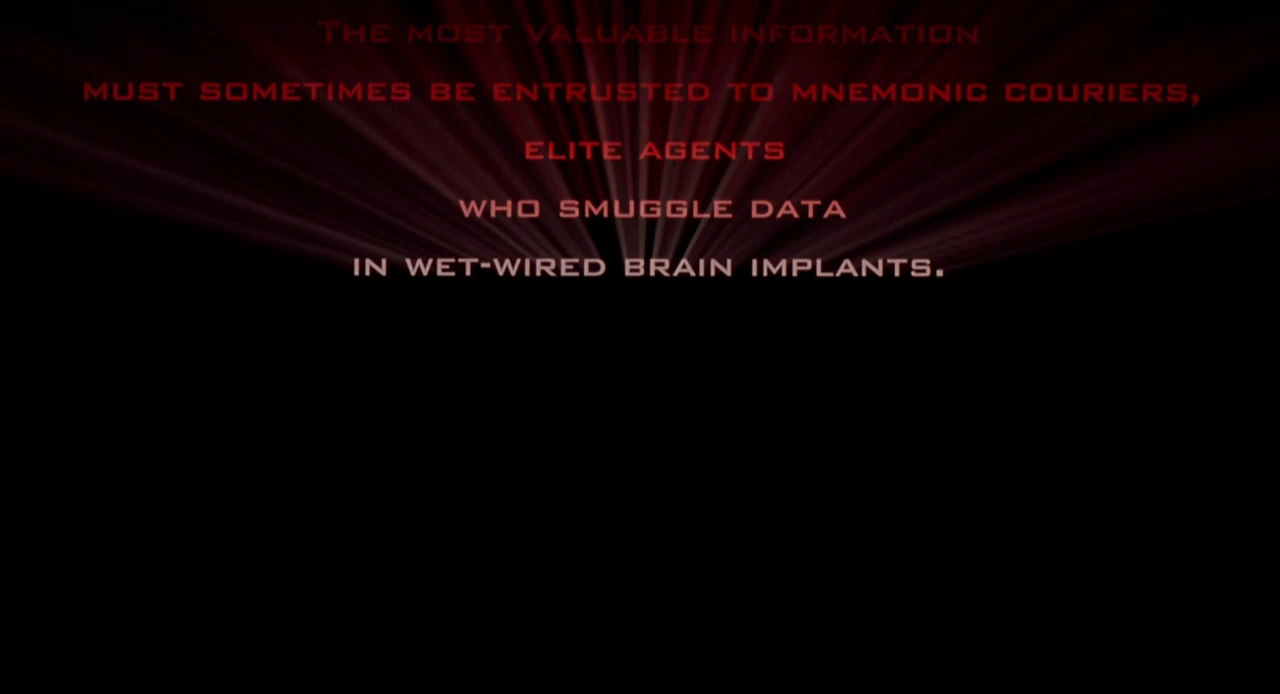 The most valuable information
must sometimes be entrusted to mnemonic couriers,
elite agents
who smuggle data
in wet-wired brain implants.